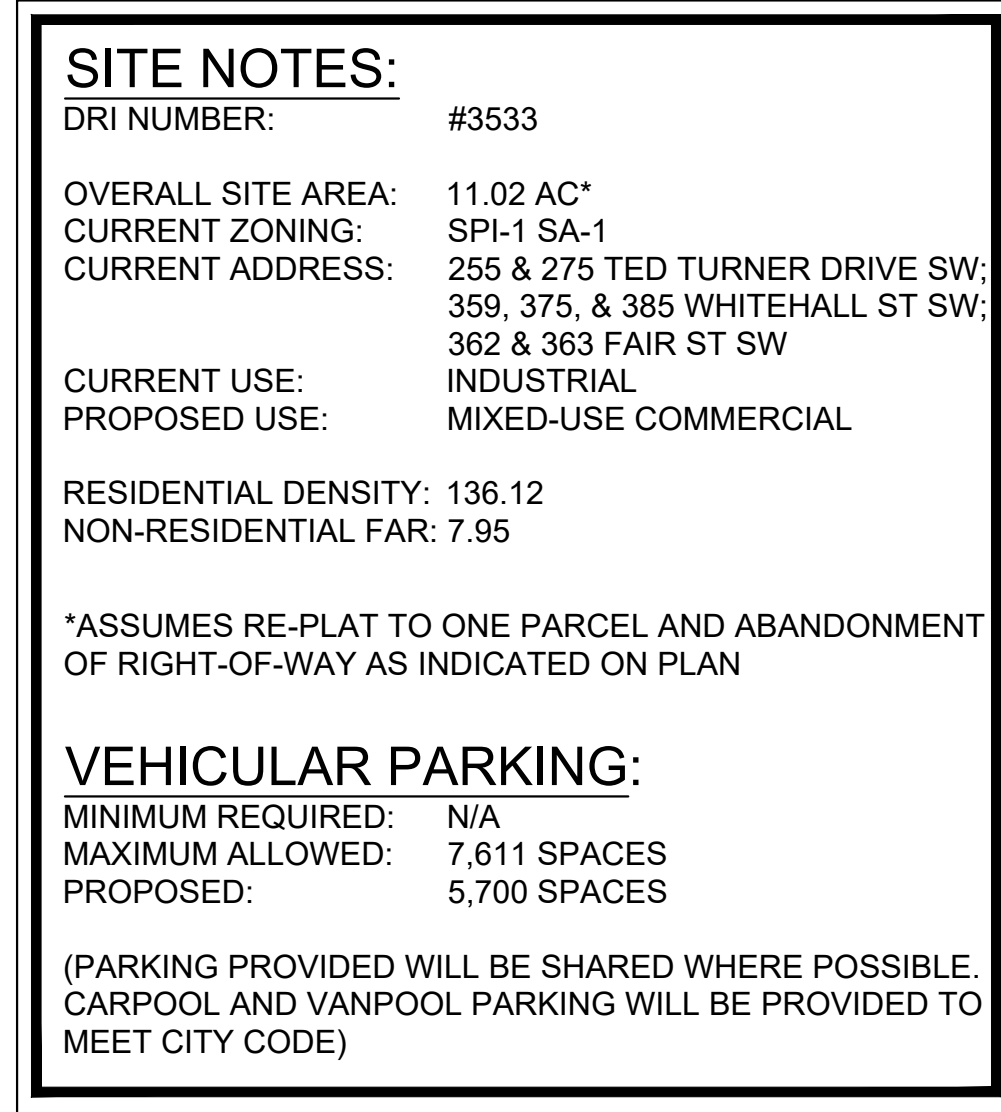 SITE NOTES:
DRI NUMBER: #3533
OVERALL SITE AREA: 11.02 AC*
CURRENT ZONING: SPI-1 SA-1
CURRENT ADDRESS: 255 & 275 TED TURNER DRIVE SW;
359, 375, & 385 WHITEHALL ST SW;
362 & 363 FAIR ST SW
CURRENT USE: INDUSTRIAL
PROPOSED USE: MIXED-USE COMMERCIAL
RESIDENTIAL DENSITY: 136.12
NON-RESIDENTIAL FAR: 7.95
*ASSUMES RE-PLAT TO ONE PARCEL AND ABANDONMENT
OF RIGHT-OF-WAY AS INDICATED ON PLAN
VEHICULAR PARKING:
MINIMUM REQUIRED: N/A
MAXIMUM ALLOWED: 7,611 SPACES
PROPOSED: 5,700 SPACES
(PARKING PROVIDED WILL BE SHARED WHERE POSSIBLE.
CARPOOL AND VANPOOL PARKING WILL BE PROVIDED TO
MEET CITY CODE)